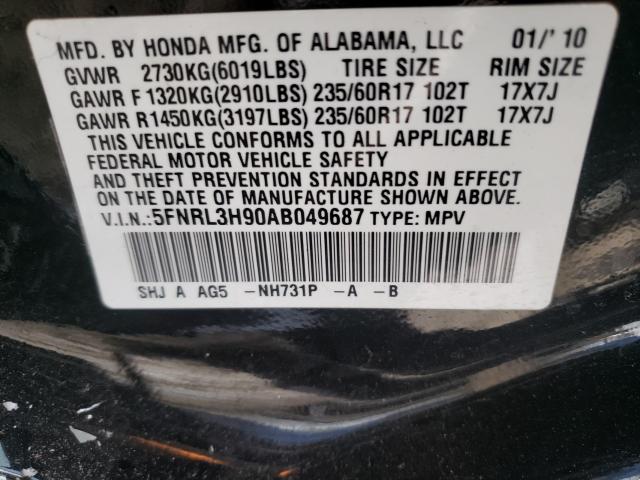 MFD. BY HONDA MFG. OF ALABAMA, LLC 01/'10
GVWR 2730KG(6019LBS) TIRE SIZE RIM SIZE
GAWR F 1320KG(2910LBS) 235/60R17 102T 17X7J
GAWR R1450KG(3197LBS) 235/60R17 102T 17X7J
THIS VEHICLE CONFORMS TO ALL APPLICABLE
FEDERAL MOTOR VEHICLE SAFETY
AND THEFT PREVENTION STANDARDS IN EFFECT
ON THE DATE OF MANUFACTURE SHOWN ABOVE.
V.I.N.: 5FNRL3H90AB049687 TYPE: MPV
SHJ A AG5 -NH731P -A -B